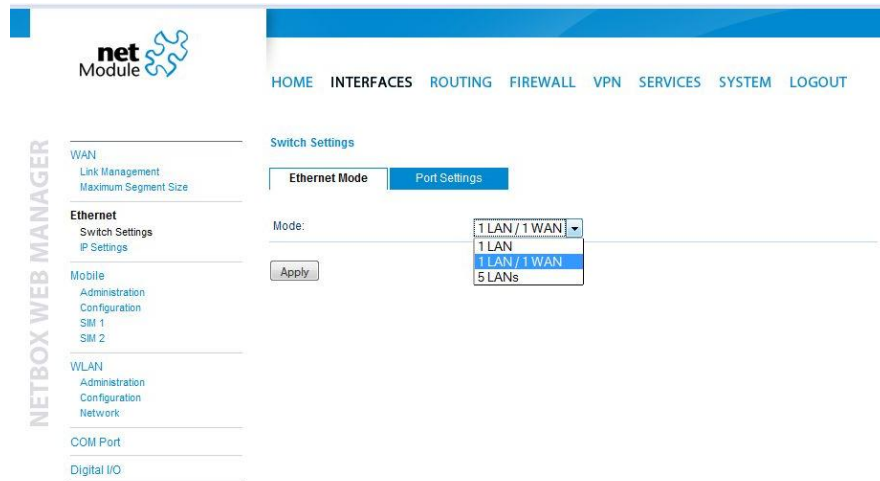 net
Module
HOME INTERFACES ROUTING FIREWALL VPN SERVICES SYSTEM LOGOUT
NETBOX WEB MANAGER
WAN
Link Management
Maximum Segment Size
Ethernet
Switch Settings
IP Settings
Mobile
Administration
Configuration
SIM 1
SIM 2
WLAN
Administration
Configuration
Network
COM Port
Digital I/O
Switch Settings
Ethernet Mode Port Settings
Mode: 1 LAN / 1 WAN
1 LAN
1 LAN / 1 WAN
5 LANs
Apply